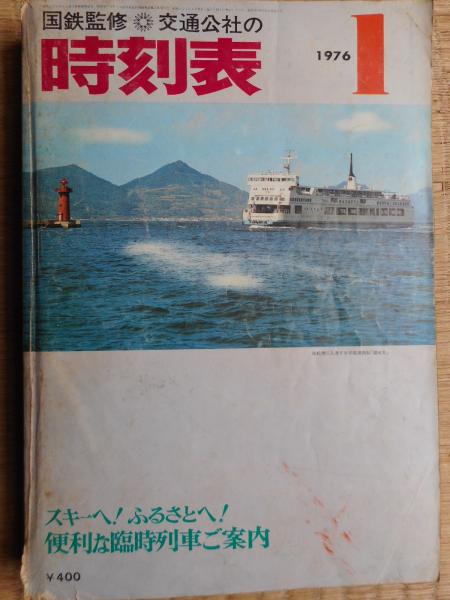 国鉄監修 交通公社の
時刻表
1976 1
スキーへ!ふるさとへ!
便利な臨時列車ご案内
¥400